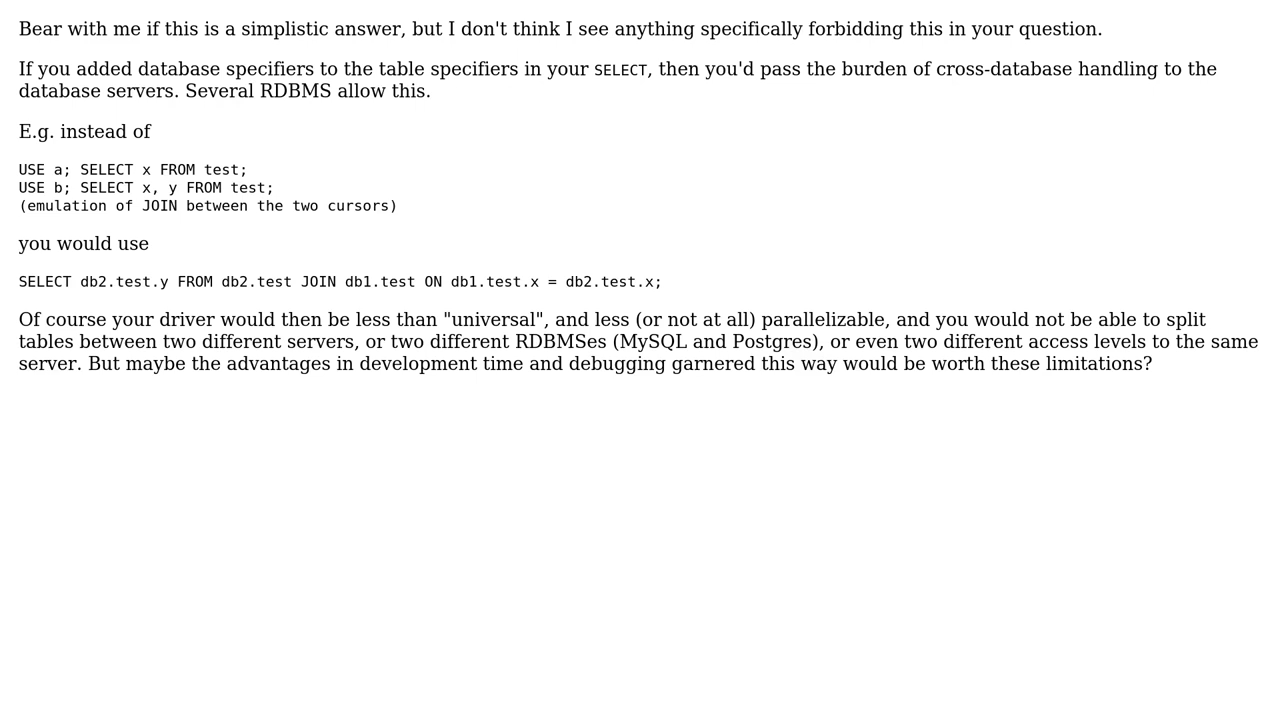 Bear with me if this is a simplistic answer, but I don't think I see anything specifically forbidding this in your question.
If you added database specifiers to the table specifiers in your SELECT, then you'd pass the burden of cross-database handling to the
database servers. Several RDBMS allow this.
E.g. instead of
USE a; SELECT x FROM test;
USE b; SELECT x, y FROM test;
(emulation of JOIN between the two cursors)
you would use
SELECT db2.test.y FROM db2.test JOIN db1.test ON db1.test.x = db2.test.x;
Of course your driver would then be less than "universal", and less (or not at all) parallelizable, and you would not be able to split
tables between two different servers, or two different RDBMSes (MySQL and Postgres), or even two different access levels to the same
server. But maybe the advantages in development time and debugging garnered this way would be worth these limitations?